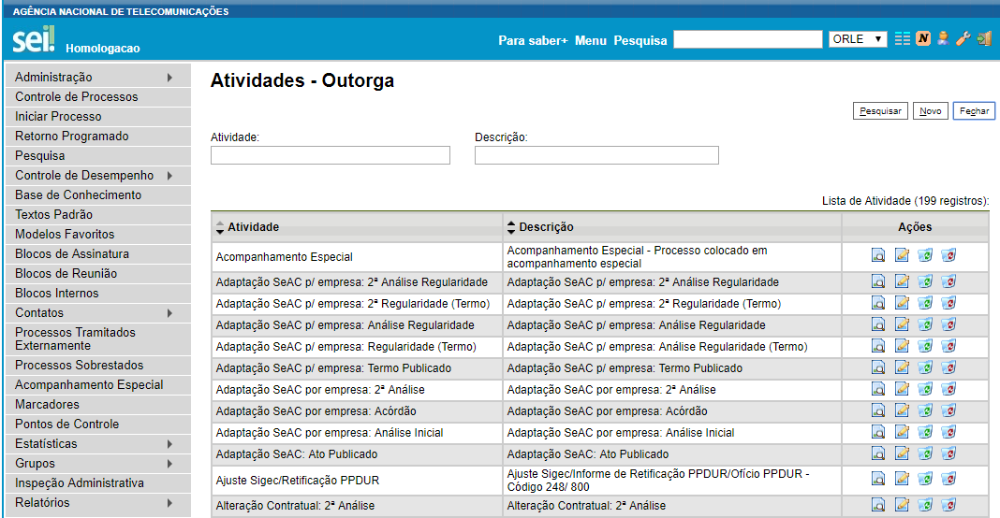 AGÊNCIA NACIONAL DE TELECOMUNICAÇÕES
sei! Homologacao
Para saber+ Menu Pesquisa ORLE
Administração
Controle de Processos
Iniciar Processo
Retorno Programado
Pesquisa
Controle de Desempenho
Base de Conhecimento
Textos Padrão
Modelos Favoritos
Blocos de Assinatura
Blocos de Reunião
Blocos Internos
Contatos
Processos Tramitados
Externamente
Processos Sobrestados
Acompanhamento Especial
Marcadores
Pontos de Controle
Estatísticas
Grupos
Inspeção Administrativa
Relatórios
Atividades - Outorga
Pesquisar Novo Fechar
Atividade: Descrição:
Lista de Atividade (199 registros):
Atividade Descrição Ações
Acompanhamento Especial Acompanhamento Especial - Processo colocado em
acompanhamento especial
Adaptação SeAC p/ empresa: 2ª Análise Regularidade Adaptação SeAC p/ empresa: 2ª Análise Regularidade
Adaptação SeAC p/ empresa: 2ª Regularidade (Termo) Adaptação SeAC p/ empresa: 2ª Regularidade (Termo)
Adaptação SeAC p/ empresa: Análise Regularidade Adaptação SeAC p/ empresa: Análise Regularidade
Adaptação SeAC p/ empresa: Regularidade (Termo) Adaptação SeAC p/ empresa: Análise Regularidade (Termo)
Adaptação SeAC p/ empresa: Termo Publicado Adaptação SeAC p/ empresa: Termo Publicado
Adaptação SeAC por empresa: 2ª Análise Adaptação SeAC por empresa: 2ª Análise
Adaptação SeAC por empresa: Acórdão Adaptação SeAC por empresa: Acórdão
Adaptação SeAC por empresa: Análise Inicial Adaptação SeAC por empresa: Análise Inicial
Adaptação SeAC: Ato Publicado Adaptação SeAC: Ato Publicado
Ajuste Sigec/Retificação PPDUR Ajuste Sigec/Informe de Retificação PPDUR/Ofício PPDUR -
Código 248/ 800
Alteração Contratual: 2ª Análise Alteração Contratual: 2ª Análise